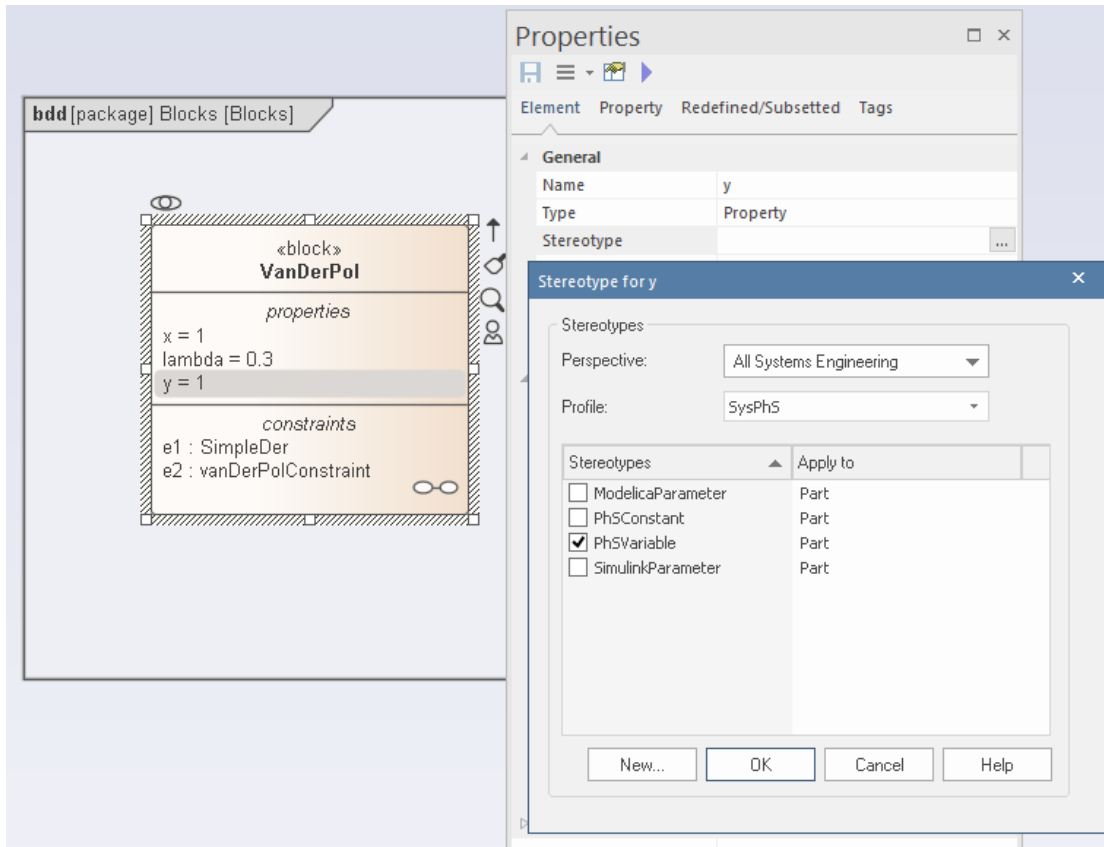 bdd [package] Blocks [Blocks]
«block»
VanDerPol
properties
x = 1
lambda = 0.3
y = 1
constraints
e1 : SimpleDer
e2 : vanDerPolConstraint
Properties
Element Property Redefined/Subsetted Tags
General
Name y
Type Property
Stereotype ...
Stereotype for y
Stereotypes
Perspective: All Systems Engineering
Profile: SysPhS
Stereotypes Apply to
ModelicaParameter Part
PhSConstant Part
PhSVariable Part
SimulinkParameter Part
New... OK Cancel Help